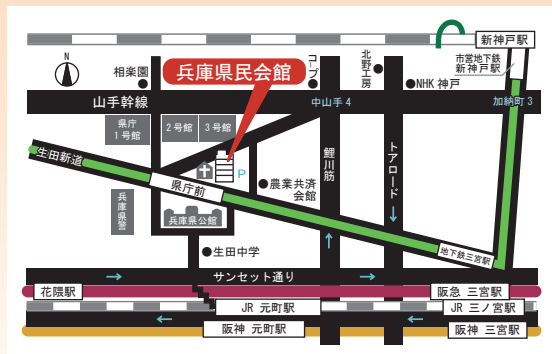 新神戸駅
N
相楽園
兵庫県民会館
コープ
北野工房
市営地下鉄
新神戸駅
NHK 神戸
山手幹線
中山手 4
加納町 3
県庁
1 号館
2 号館
3 号館
生田新道
P
鯉川筋
トアロード
県庁前
農業共済
会館
兵庫県警
兵庫県公館
生田中学
地下鉄三宮駅
サンセット通り
花隈駅
阪急 三宮駅
JR 元町駅
JR 三ノ宮駅
阪神 元町駅
阪神 三宮駅